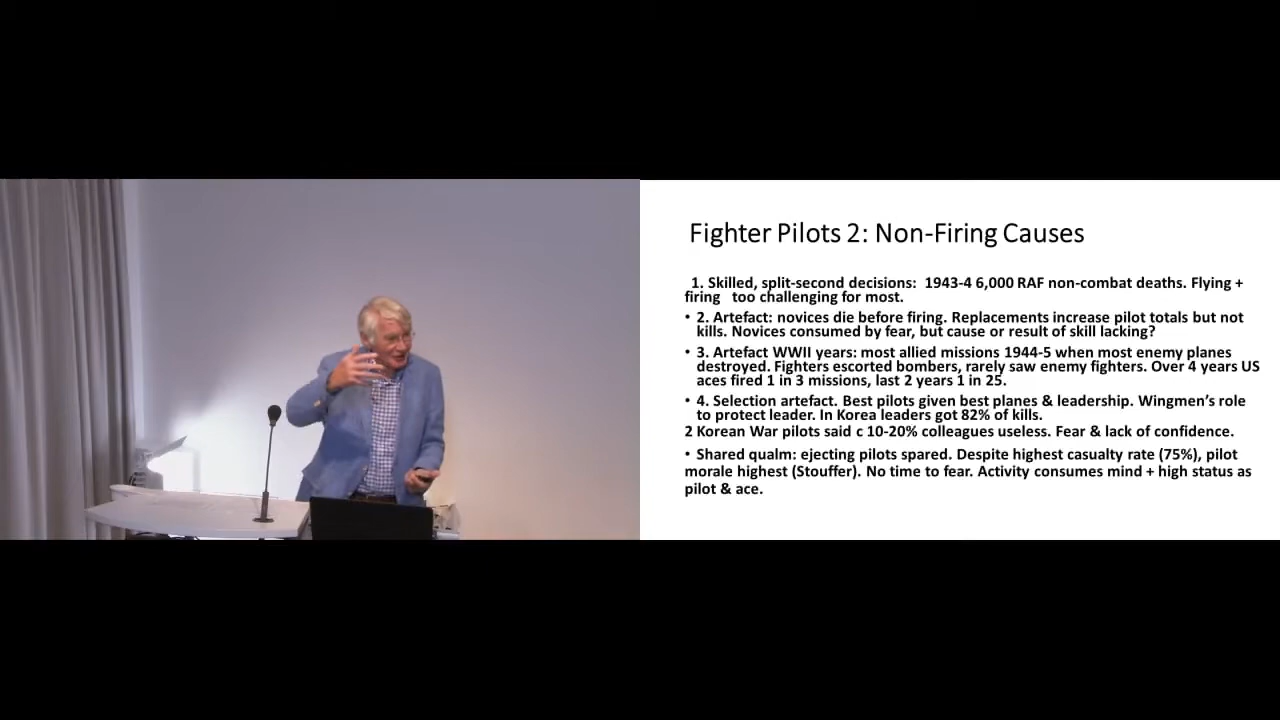 Fighter Pilots 2: Non-Firing Causes
1. Skilled, split-second decisions: 1943-4 6,000 RAF non-combat deaths. Flying +
firing too challenging for most.
• 2. Artefact: novices die before firing. Replacements increase pilot totals but not
kills. Novices consumed by fear, but cause or result of skill lacking?
• 3. Artefact WWII years: most allied missions 1944-5 when most enemy planes
destroyed. Fighters escorted bombers, rarely saw enemy fighters. Over 4 years US
aces fired 1 in 3 missions, last 2 years 1 in 25.
• 4. Selection artefact. Best pilots given best planes & leadership. Wingmen’s role
to protect leader. In Korea leaders got 82% of kills.
2 Korean War pilots said c 10-20% colleagues useless. Fear & lack of confidence.
• Shared qualm: ejecting pilots spared. Despite highest casualty rate (75%), pilot
morale highest (Stouffer). No time to fear. Activity consumes mind + high status as
pilot & ace.